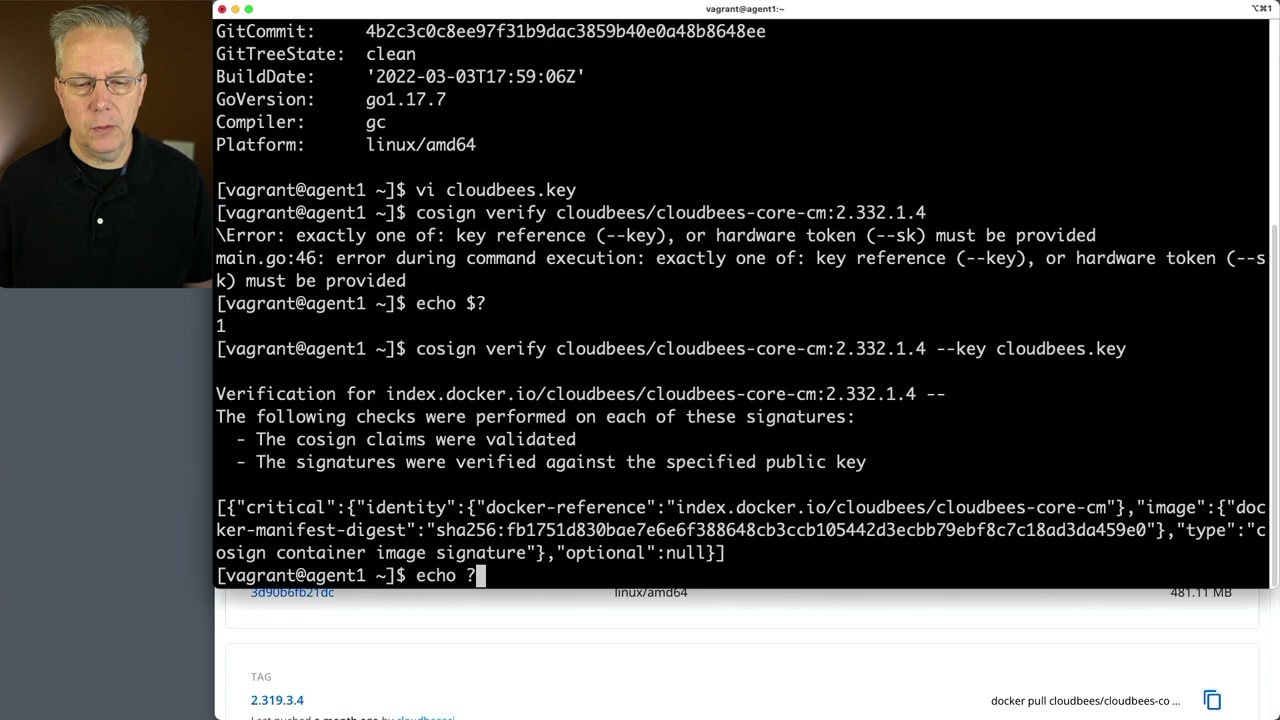 vagrant@agent1:~
⌥⌘1
GitCommit: 4b2c3c0c8ee97f31b9dac3859b40e0a48b8648ee
GitTreeState: clean
BuildDate: '2022-03-03T17:59:06Z'
GoVersion: go1.17.7
Compiler: gc
Platform: linux/amd64
[vagrant@agent1 ~]$ vi cloudbees.key
[vagrant@agent1 ~]$ cosign verify cloudbees/cloudbees-core-cm:2.332.1.4
\Error: exactly one of: key reference (--key), or hardware token (--sk) must be provided
main.go:46: error during command execution: exactly one of: key reference (--key), or hardware token (--s
k) must be provided
[vagrant@agent1 ~]$ echo $?
1
[vagrant@agent1 ~]$ cosign verify cloudbees/cloudbees-core-cm:2.332.1.4 --key cloudbees.key
Verification for index.docker.io/cloudbees/cloudbees-core-cm:2.332.1.4 --
The following checks were performed on each of these signatures:
- The cosign claims were validated
- The signatures were verified against the specified public key
[{"critical":{"identity":{"docker-reference":"index.docker.io/cloudbees/cloudbees-core-cm"},"image":{"doc
ker-manifest-digest":"sha256:fb1751d830bae7e6e6f388648cb3ccb105442d3ecbb79ebf8c7c18ad3da459e0"},"type":"c
osign container image signature"},"optional":null}]
[vagrant@agent1 ~]$ echo ?
3d90b6fb21dc linux/amd64 481.11 MB
TAG
2.319.3.4 docker pull cloudbees/cloudbees-co ...
Last pushed a month ago by cloudbeesci